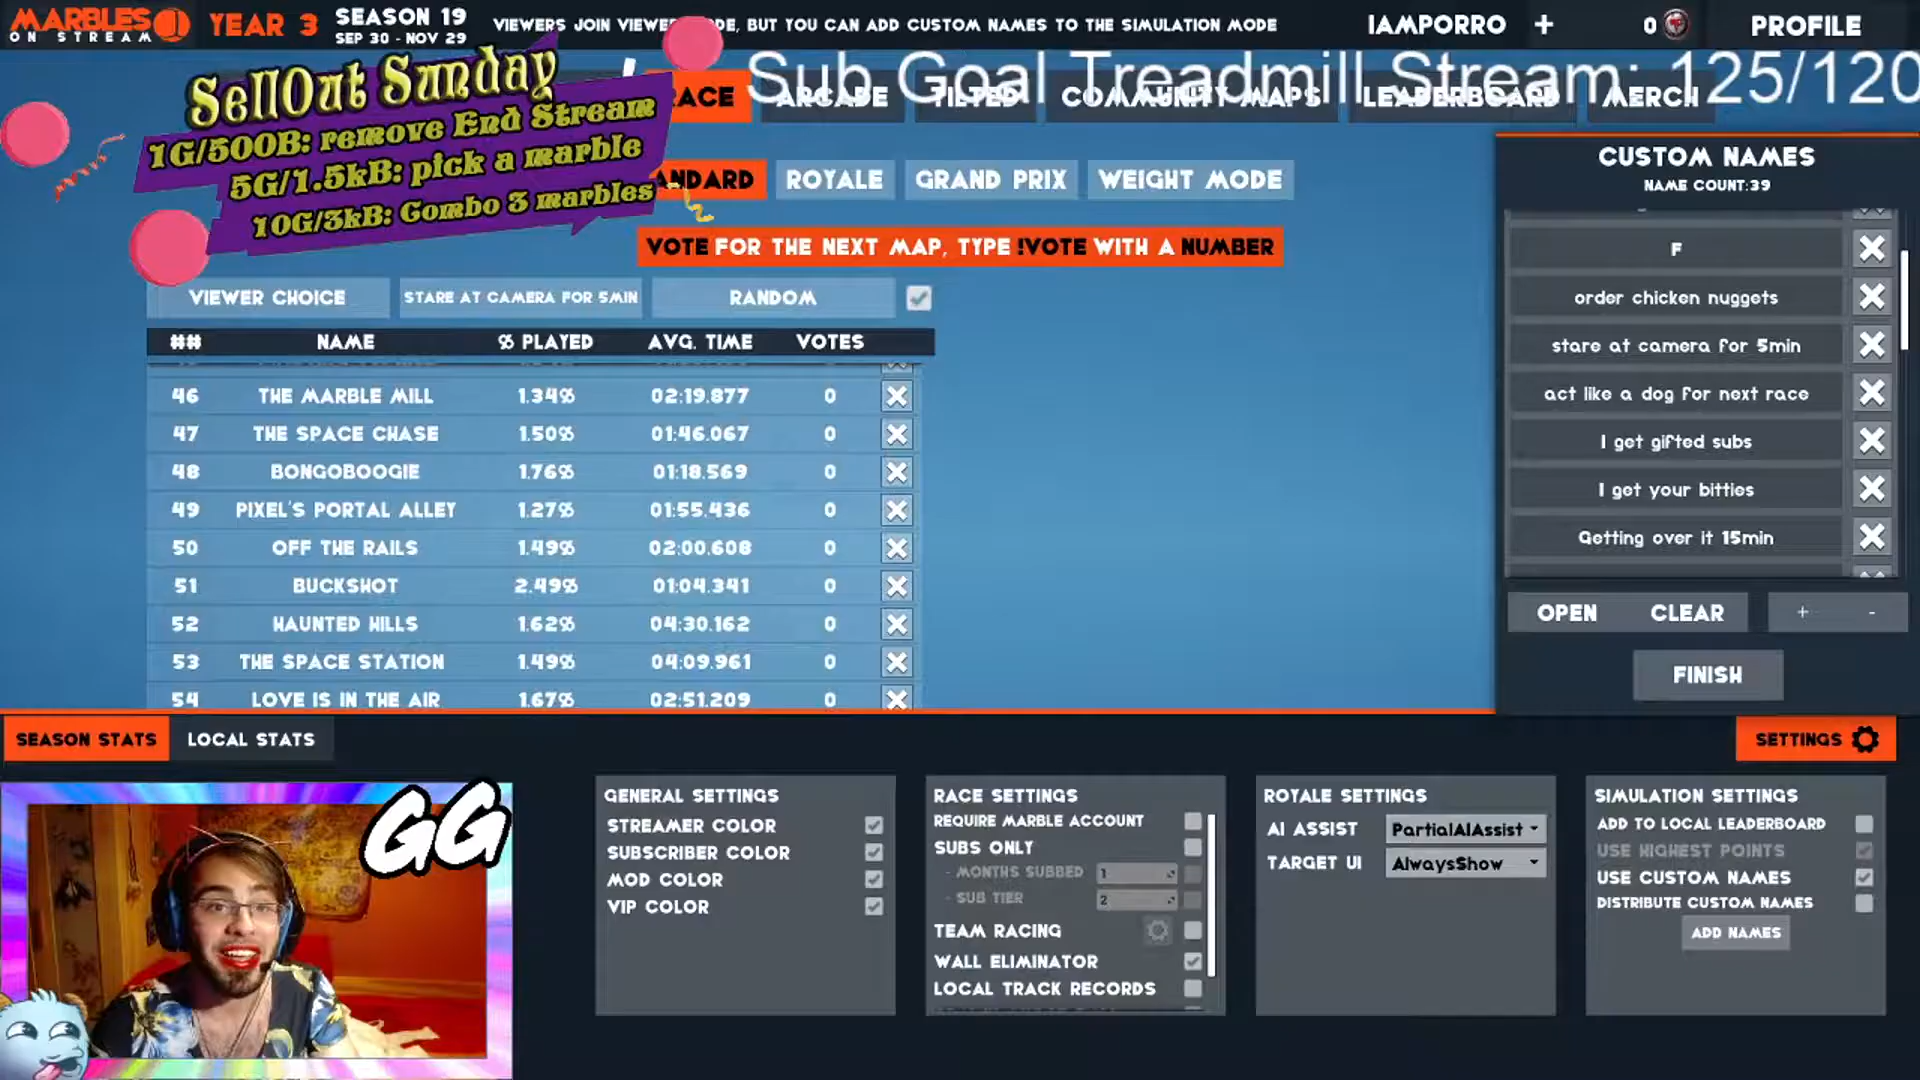 MARBLES
ON STREAM
YEAR 3
SEASON 19
SEP 30 - NOV 29
VIEWERS JOIN VIEWER MODE, BUT YOU CAN ADD CUSTOM NAMES TO THE SIMULATION MODE
IAMPORRO +
0
PROFILE
Sub Goal Treadmill Stream: 125/120
SellOut Sunday
1G/500B: remove End Stream
5G/1.5kB: pick a marble
10G/3kB: Combo 3 marbles
RACE
ARCADE
TILTED
COMMUNITY MAPS
LEADERBOARD
MERCH
ANDARD
ROYALE
GRAND PRIX
WEIGHT MODE
VOTE FOR THE NEXT MAP, TYPE !VOTE WITH A NUMBER
VIEWER CHOICE
STARE AT CAMERA FOR 5MIN
RANDOM
## NAME % PLAYED AVG. TIME VOTES
46 THE MARBLE MILL 1.34% 02:19.877 0 X
47 THE SPACE CHASE 1.50% 01:46.067 0 X
48 BONGOBOOGIE 1.76% 01:18.569 0 X
49 PIXEL'S PORTAL ALLEY 1.27% 01:55.436 0 X
50 OFF THE RAILS 1.49% 02:00.608 0 X
51 BUCKSHOT 2.49% 01:04.341 0 X
52 HAUNTED HILLS 1.62% 04:30.162 0 X
53 THE SPACE STATION 1.49% 04:09.961 0 X
54 LOVE IS IN THE AIR 1.67% 02:51.209 0 X
CUSTOM NAMES
NAME COUNT:39
F X
order chicken nuggets X
stare at camera for 5min X
act like a dog for next race X
I get gifted subs X
I get your bitties X
Getting over it 15min X
OPEN CLEAR + -
FINISH
SEASON STATS
LOCAL STATS
SETTINGS
GG
GENERAL SETTINGS
STREAMER COLOR
SUBSCRIBER COLOR
MOD COLOR
VIP COLOR
RACE SETTINGS
REQUIRE MARBLE ACCOUNT
SUBS ONLY
- MONTHS SUBBED 1
- SUB TIER 2
TEAM RACING
WALL ELIMINATOR
LOCAL TRACK RECORDS
ROYALE SETTINGS
AI ASSIST PartialAIAssist
TARGET UI AlwaysShow
SIMULATION SETTINGS
ADD TO LOCAL LEADERBOARD
USE HIGHEST POINTS
USE CUSTOM NAMES
DISTRIBUTE CUSTOM NAMES
ADD NAMES